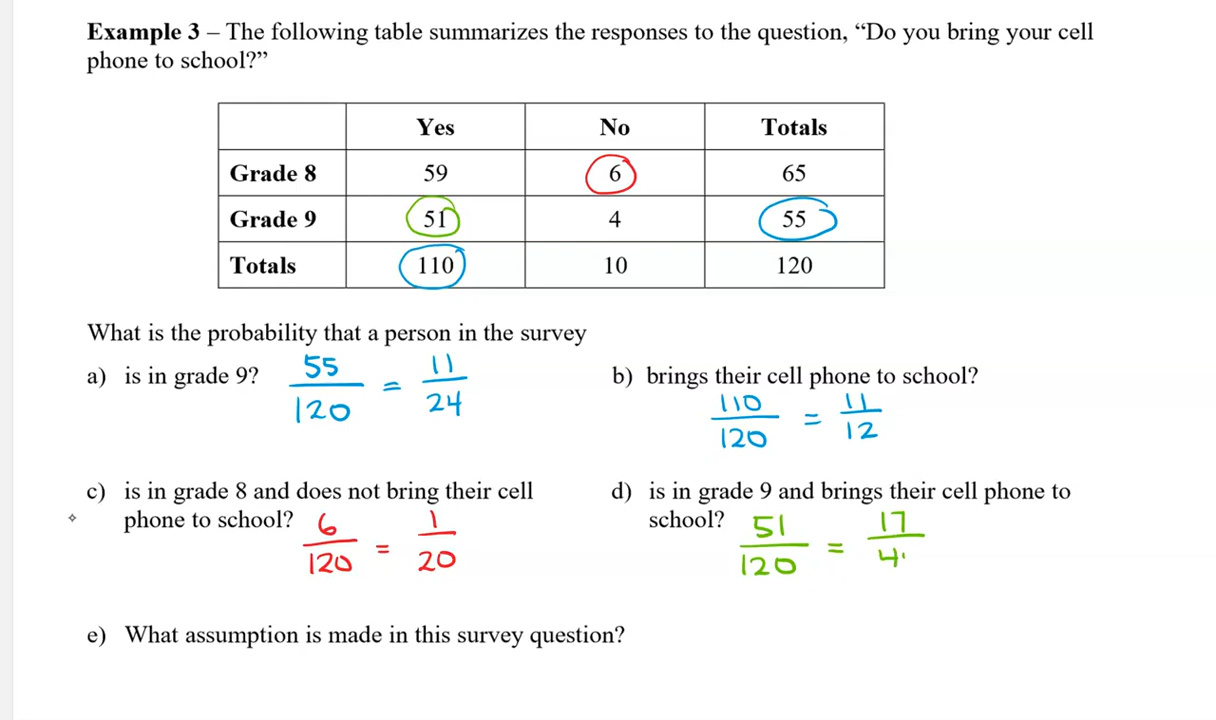 Example 3 – The following table summarizes the responses to the question, “Do you bring your cell
phone to school?”
Yes No Totals
Grade 8 59 6 65
Grade 9 51 4 55
Totals 110 10 120
What is the probability that a person in the survey
a) is in grade 9? 55/120 = 11/24
b) brings their cell phone to school?
110/120 = 11/12
c) is in grade 8 and does not bring their cell
phone to school? 6/120 = 1/20
d) is in grade 9 and brings their cell phone to
school? 51/120 = 17/4
e) What assumption is made in this survey question?